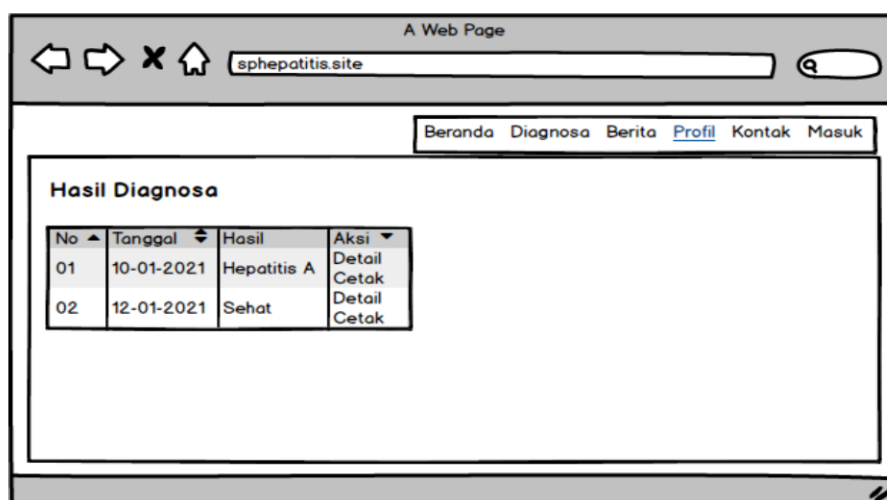 A Web Page
sphepatitis.site
Beranda Diagnosa Berita Profil Kontak Masuk
Hasil Diagnosa
No Tanggal Hasil Aksi
01 10-01-2021 Hepatitis A Detail Cetak
02 12-01-2021 Sehat Detail Cetak